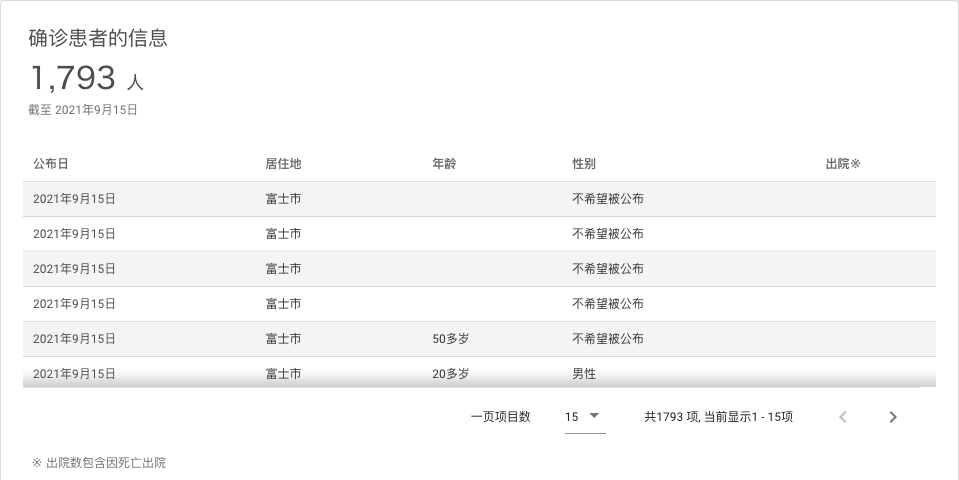 确诊患者的信息
1,793 人
截至 2021年9月15日
公布日 居住地 年龄 性别 出院※
2021年9月15日 富士市 不希望被公布
2021年9月15日 富士市 不希望被公布
2021年9月15日 富士市 不希望被公布
2021年9月15日 富士市 不希望被公布
2021年9月15日 富士市 50多岁 不希望被公布
2021年9月15日 富士市 20多岁 男性
一页项目数 15 共1793 项, 当前显示1 - 15项
※ 出院数包含因死亡出院